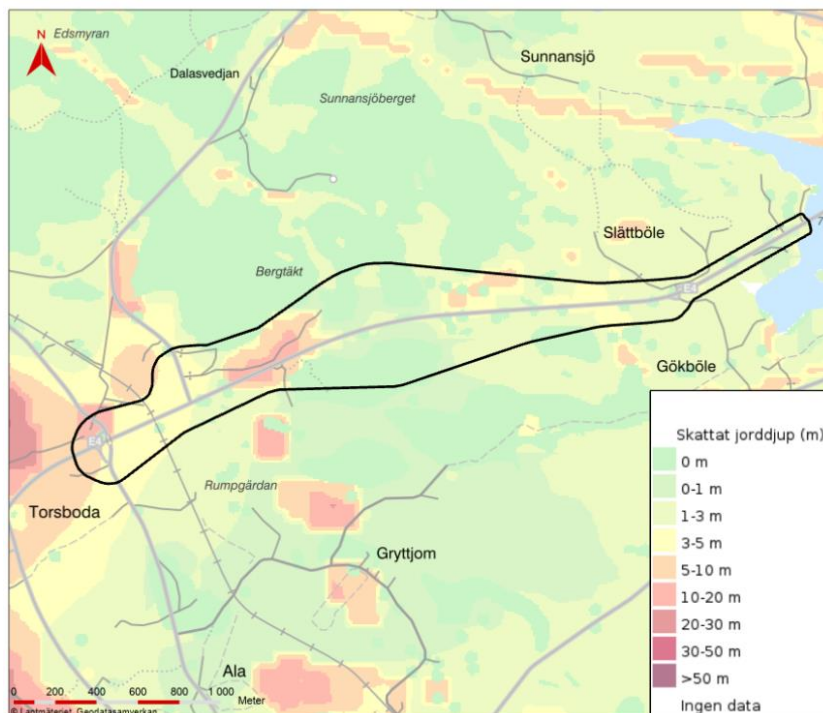 Edsmyran
N
Dalasvedjan
Sunnansjö
Sunnansjöberget
Slättböle
Bergtäkt
E4
Gökböle
E4
Torsboda
Rumpgärdan
Gryttjom
Ala
0 200 400 600 800 1 000
Meter
© Lantmäteriet, Geodatasamverkan
Skattat jorddjup (m)
0 m
0-1 m
1-3 m
3-5 m
5-10 m
10-20 m
20-30 m
30-50 m
>50 m
Ingen data